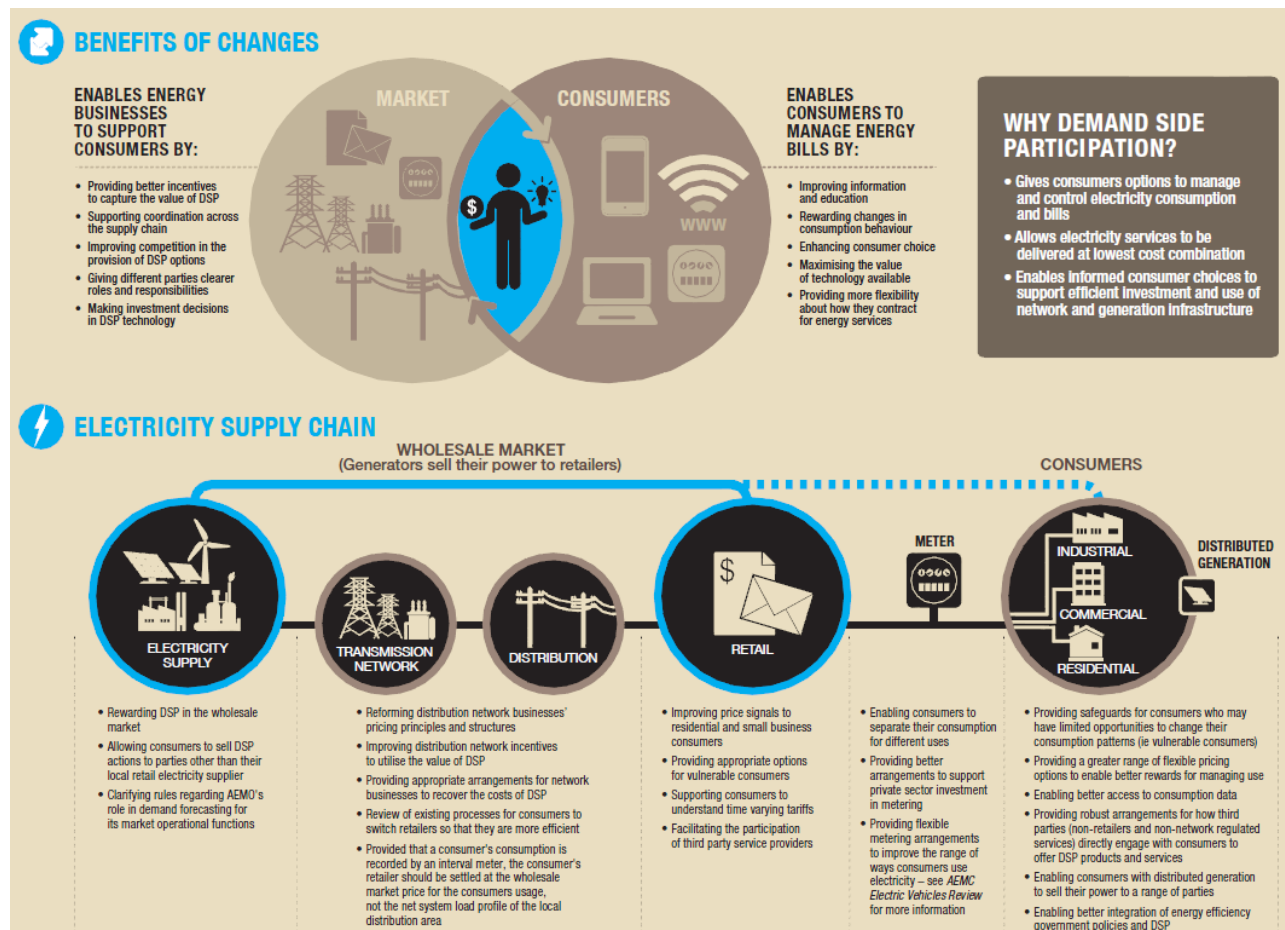 BENEFITS OF CHANGES
ENABLES ENERGY
BUSINESSES
TO SUPPORT
CONSUMERS BY:
• Providing better incentives
to capture the value of DSP
• Supporting coordination across
the supply chain
• Improving competition in the
provision of DSP options
• Giving different parties clearer
roles and responsibilities
• Making investment decisions
in DSP technology
MARKET
CONSUMERS
$
WWW
ENABLES
CONSUMERS TO
MANAGE ENERGY
BILLS BY:
• Improving information
and education
• Rewarding changes in
consumption behaviour
• Enhancing consumer choice
• Maximising the value
of technology available
• Providing more flexibility
about how they contract
for energy services
WHY DEMAND SIDE
PARTICIPATION?
• Gives consumers options to manage
and control electricity consumption
and bills
• Allows electricity services to be
delivered at lowest cost combination
• Enables informed consumer choices to
support efficient investment and use of
network and generation infrastructure
ELECTRICITY SUPPLY CHAIN
WHOLESALE MARKET
(Generators sell their power to retailers)
CONSUMERS
ELECTRICITY
SUPPLY
TRANSMISSION
NETWORK
DISTRIBUTION
$
RETAIL
METER
INDUSTRIAL
COMMERCIAL
RESIDENTIAL
DISTRIBUTED
GENERATION
• Rewarding DSP in the wholesale
market
• Allowing consumers to sell DSP
actions to parties other than their
local retail electricity supplier
• Clarifying rules regarding AEMO's
role in demand forecasting for
its market operational functions
• Reforming distribution network businesses'
pricing principles and structures
• Improving distribution network incentives
to utilise the value of DSP
• Providing appropriate arrangements for network
businesses to recover the costs of DSP
• Review of existing processes for consumers to
switch retailers so that they are more efficient
• Provided that a consumer's consumption is
recorded by an interval meter, the consumer's
retailer should be settled at the wholesale
market price for the consumers usage,
not the net system load profile of the local
distribution area
• Improving price signals to
residential and small business
consumers
• Providing appropriate options
for vulnerable consumers
• Supporting consumers to
understand time varying tariffs
• Facilitating the participation
of third party service providers
• Enabling consumers to
separate their consumption
for different uses
• Providing better
arrangements to support
private sector investment
in metering
• Providing flexible
metering arrangements
to improve the range of
ways consumers use
electricity – see AEMC
Electric Vehicles Review
for more information
• Providing safeguards for consumers who may
have limited opportunities to change their
consumption patterns (ie vulnerable consumers)
• Providing a greater range of flexible pricing
options to enable better rewards for managing use
• Enabling better access to consumption data
• Providing robust arrangements for how third
parties (non-retailers and non-network regulated
services) directly engage with consumers to
offer DSP products and services
• Enabling consumers with distributed generation
to sell their power to a range of parties
• Enabling better integration of energy efficiency
government policies and DSP